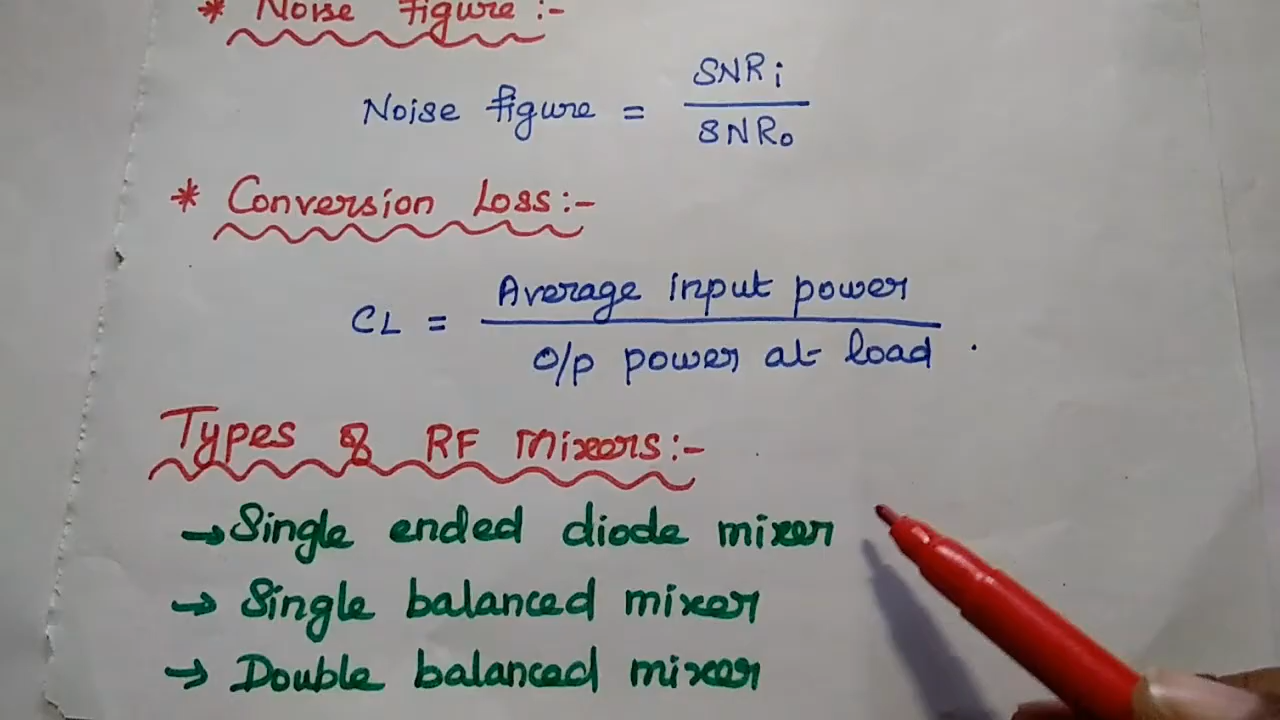 * Noise figure :-
Noise figure = SNRi / SNRo
* Conversion Loss:-
CL = Average input power / O/p power at load .
Types of RF Mixers:-
→ Single ended diode mixer
→ Single balanced mixer
→ Double balanced mixer